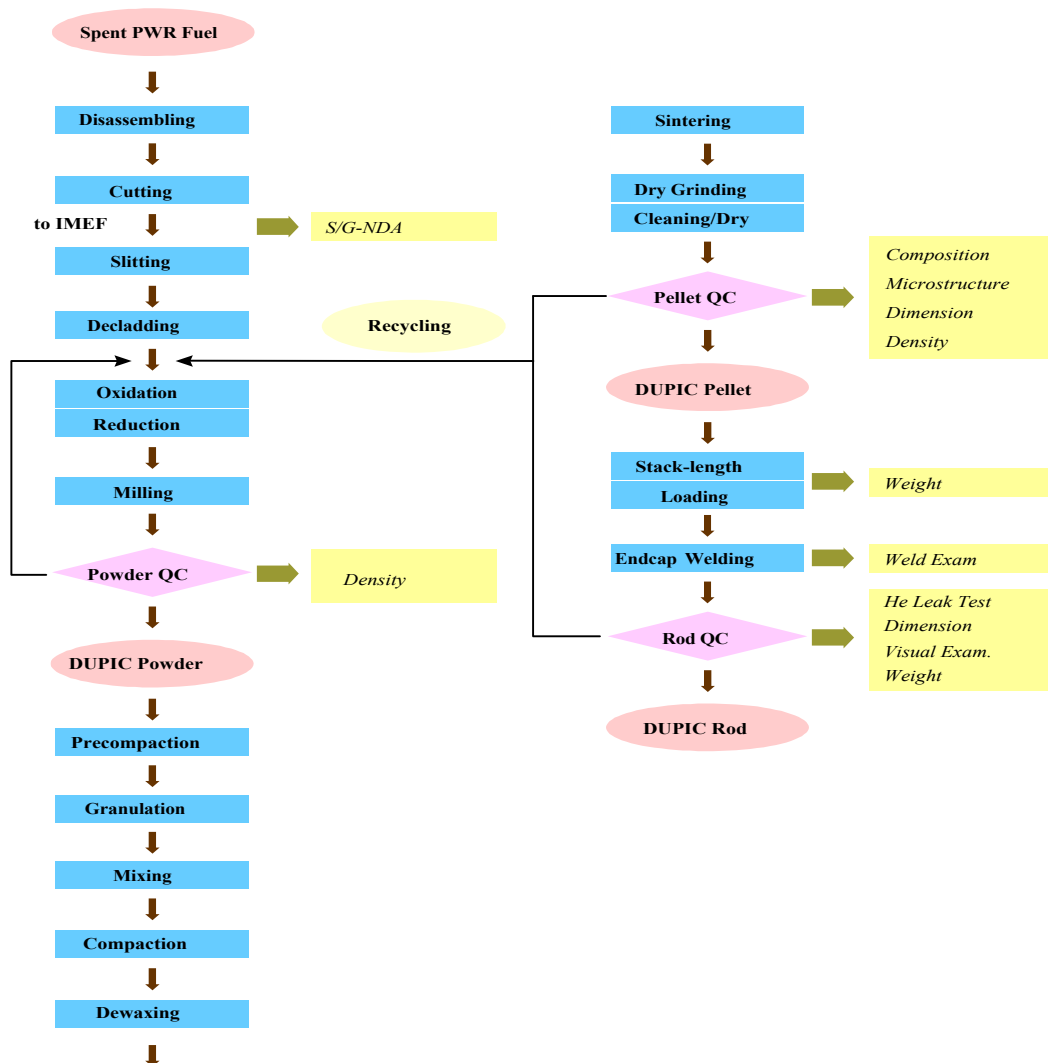 Spent PWR Fuel
Disassembling
Cutting
to IMEF
S/G-NDA
Slitting
Decladding
Recycling
Oxidation
Reduction
Milling
Powder QC
Density
DUPIC Powder
Precompaction
Granulation
Mixing
Compaction
Dewaxing
Sintering
Dry Grinding
Cleaning/Dry
Pellet QC
Composition
Microstructure
Dimension
Density
DUPIC Pellet
Stack-length
Loading
Weight
Endcap Welding
Weld Exam
Rod QC
He Leak Test
Dimension
Visual Exam.
Weight
DUPIC Rod